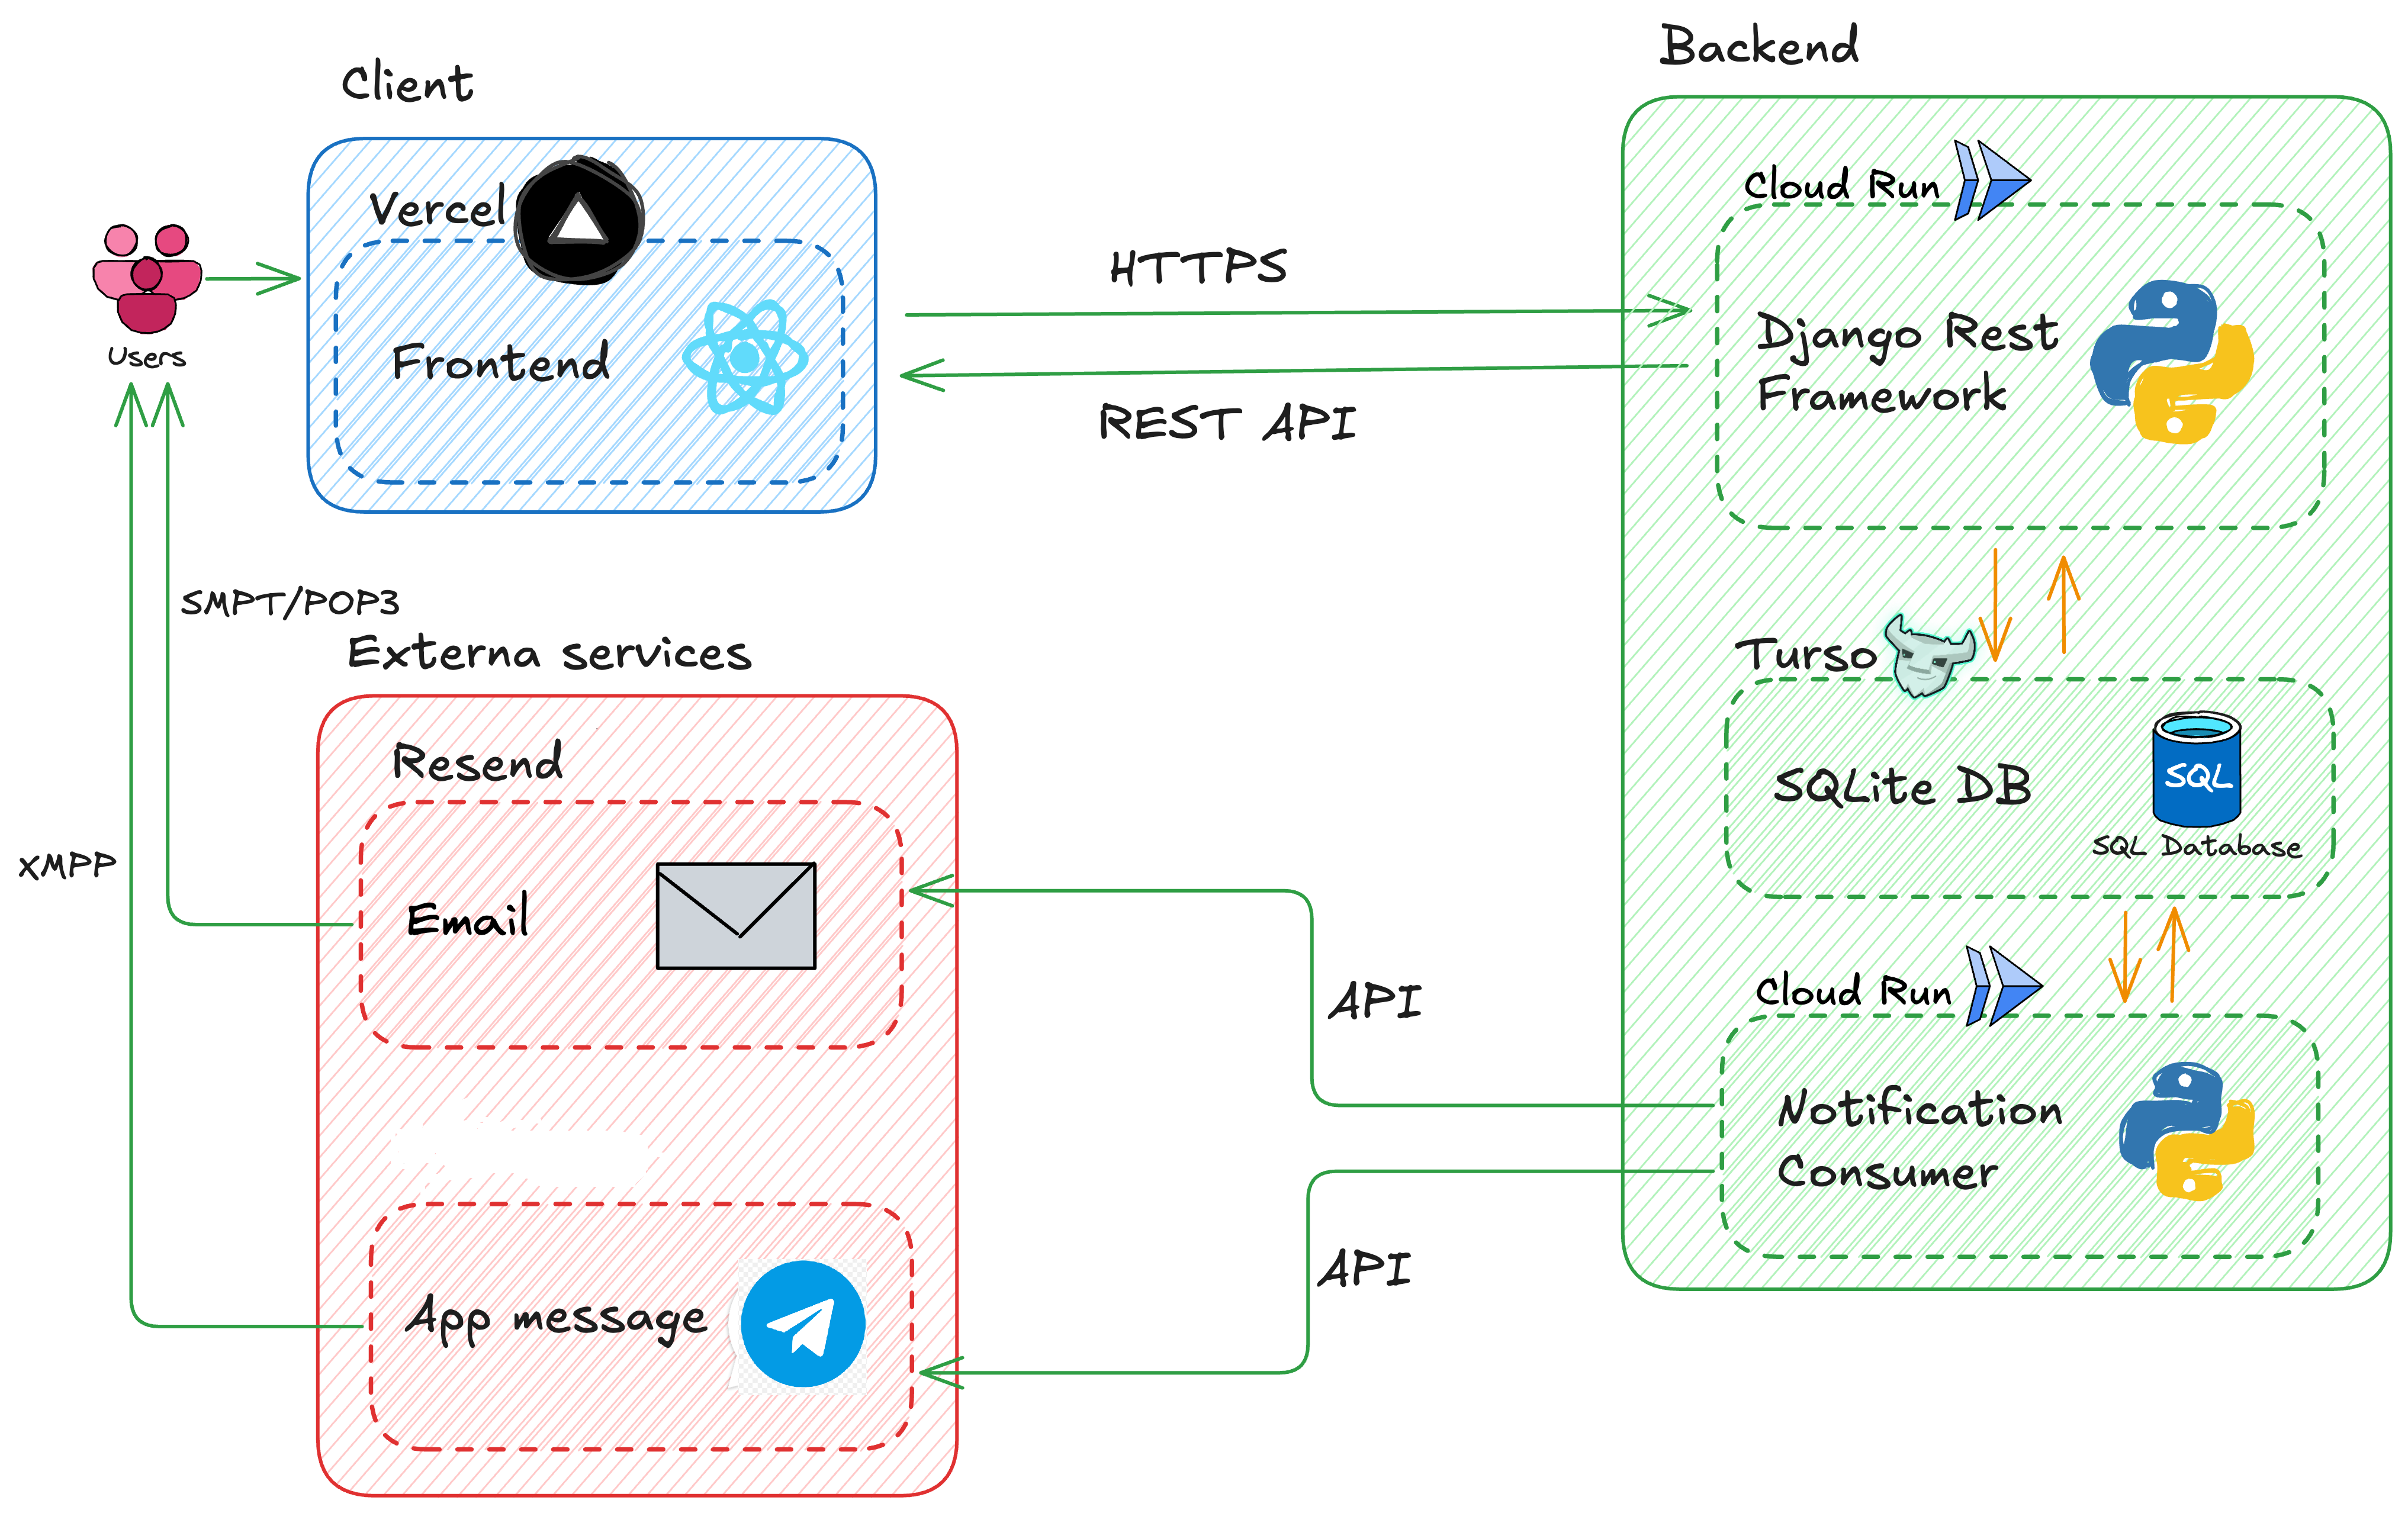 Client
Vercel
Frontend
Users
HTTPS
REST API
Backend
Cloud Run
Django Rest
Framework
Turso
SQLite DB
SQL
SQL Database
Cloud Run
Notification
Consumer
SMPT/POP3
Externa services
Resend
Email
XMPP
API
App message
API